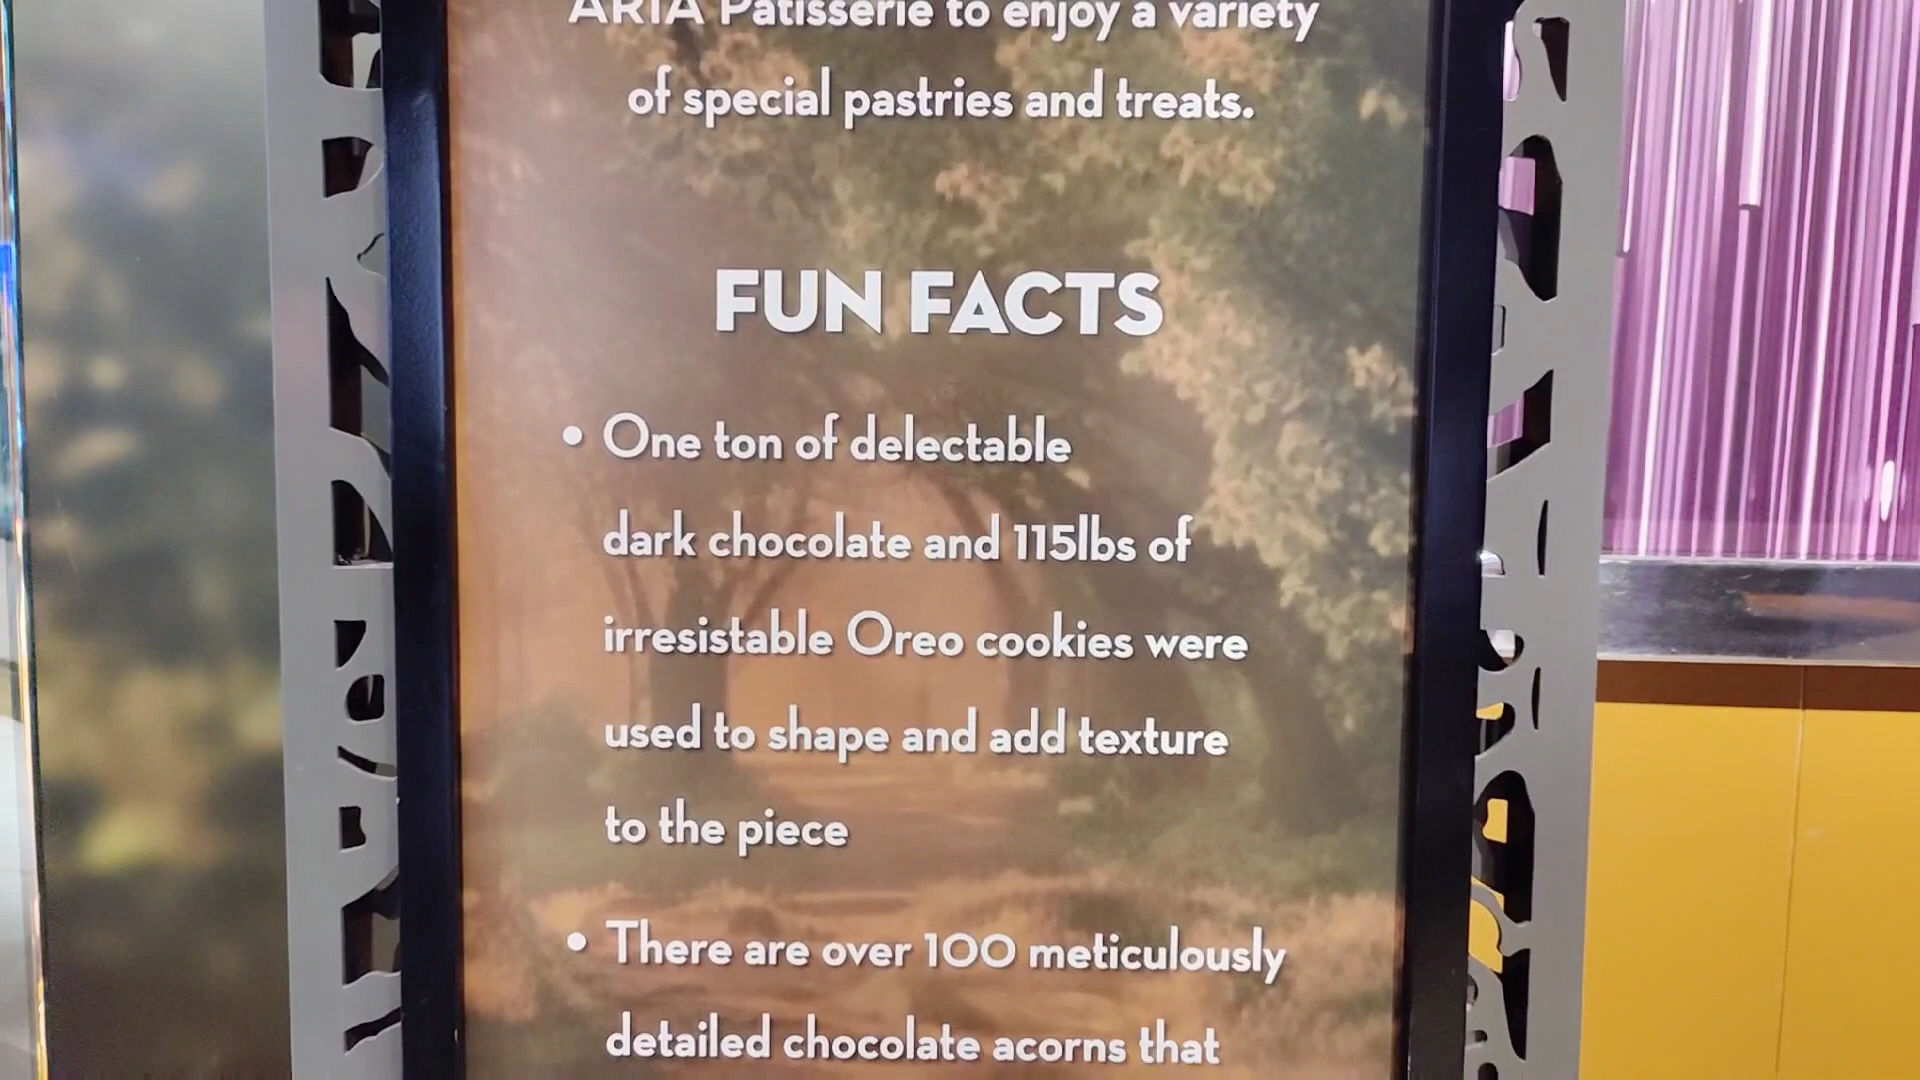 ARIA Patisserie to enjoy a variety
of special pastries and treats.
FUN FACTS
• One ton of delectable
dark chocolate and 115lbs of
irresistable Oreo cookies were
used to shape and add texture
to the piece
• There are over 100 meticulously
detailed chocolate acorns that